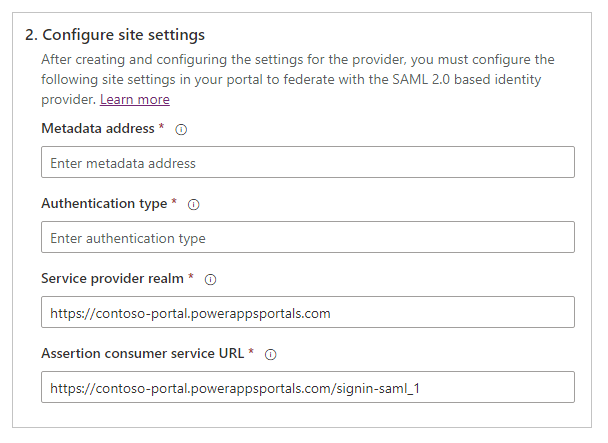 2. Configure site settings
After creating and configuring the settings for the provider, you must configure the
following site settings in your portal to federate with the SAML 2.0 based identity
provider. Learn more
Metadata address *
Enter metadata address
Authentication type *
Enter authentication type
Service provider realm *
https://contoso-portal.powerappsportals.com
Assertion consumer service URL *
https://contoso-portal.powerappsportals.com/signin-saml_1